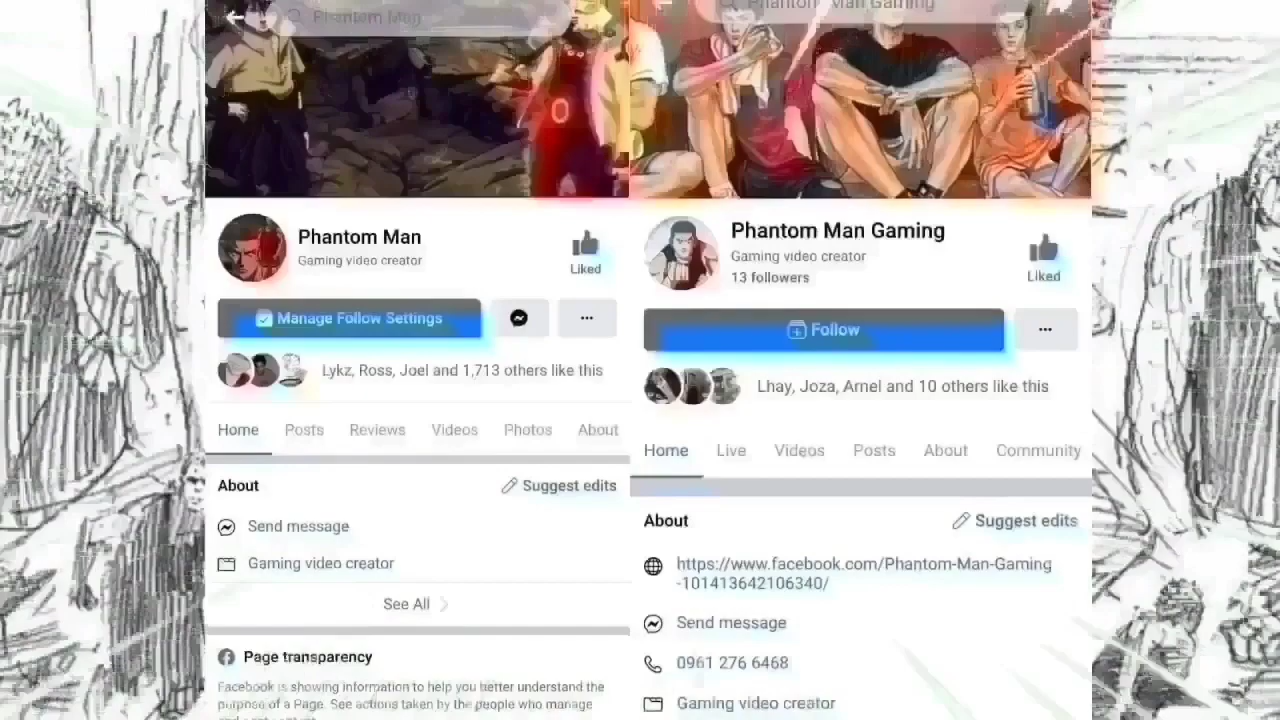 Phantom Man
Phantom Man
Gaming video creator
Liked
Manage Follow Settings
Lykz, Ross, Joel and 1,713 others like this
Home Posts Reviews Videos Photos About
About
Suggest edits
Send message
Gaming video creator
See All
Page transparency
Facebook is showing information to help you better understand the
purpose of a Page. See actions taken by the people who manage
Phantom Man Gaming
Phantom Man Gaming
Gaming video creator
13 followers
Liked
Follow
Lhay, Joza, Arnel and 10 others like this
Home Live Videos Posts About Community
About
Suggest edits
https://www.facebook.com/Phantom-Man-Gaming
-101413642106340/
Send message
0961 276 6468
Gaming video creator